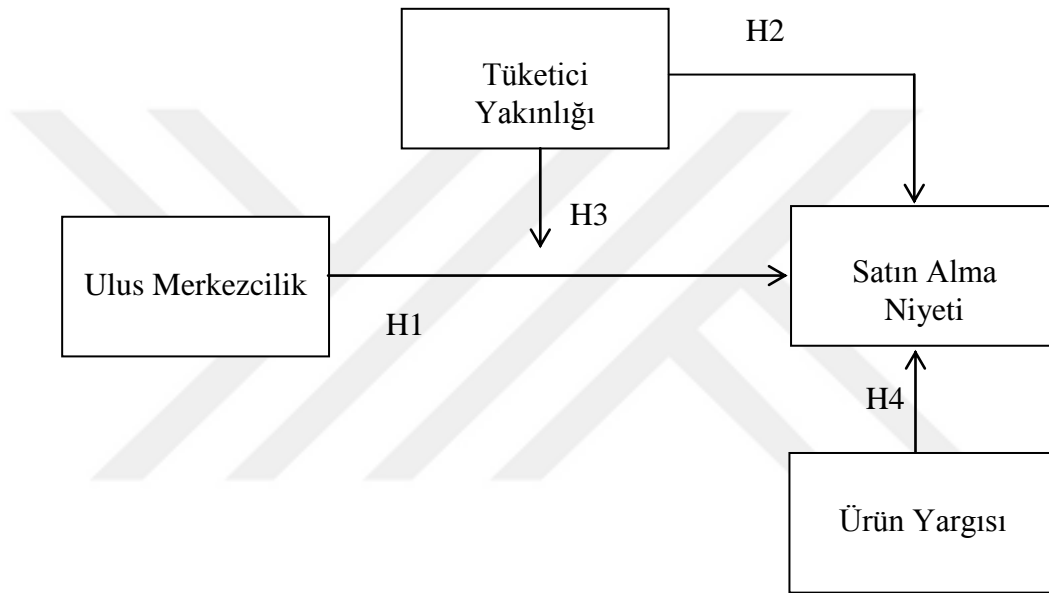 H2
Tüketici
Yakınlığı
H3
Ulus Merkezcilik
Satın Alma
Niyeti
H1
H4
Ürün Yargısı